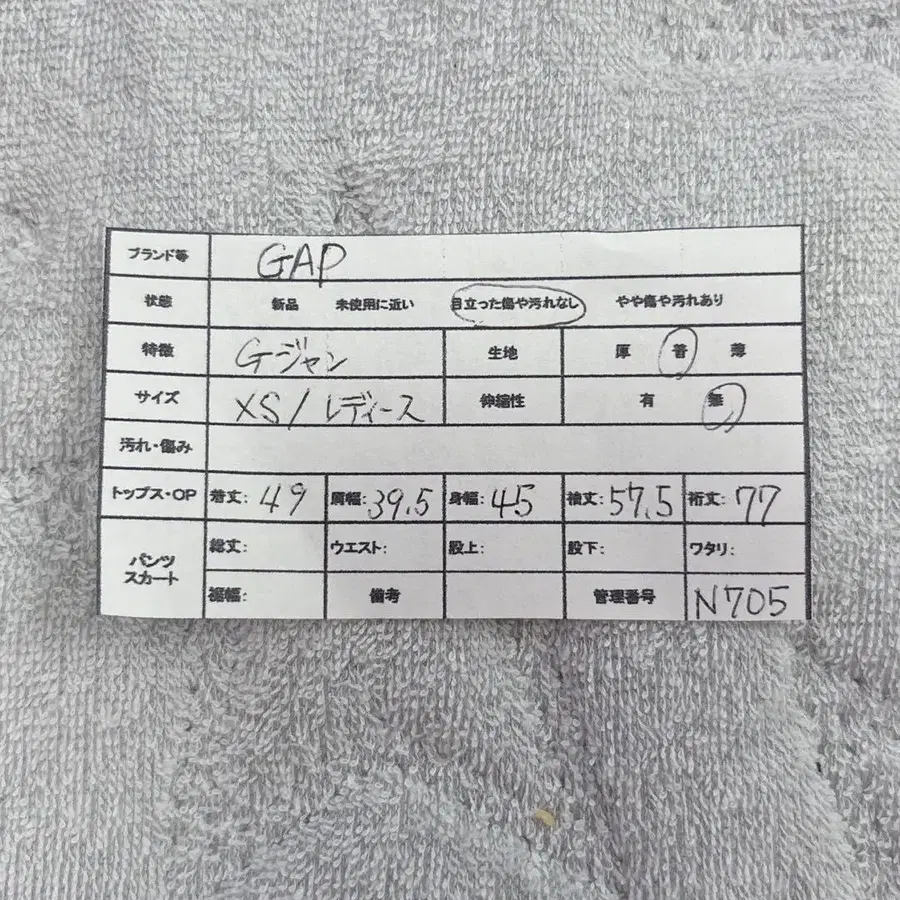 ブランド等 GAP
状態 新品 未使用に近い 目立った傷や汚れなし やや傷や汚れあり
特徴 Gジャン 生地 厚 普 薄
サイズ XS/レディース 伸縮性 有 無
汚れ・傷み
トップス・OP 着丈: 49 肩幅: 39.5 身幅: 45 袖丈: 57.5 裄丈: 77
パンツ スカート 総丈: ウエスト: 股上: 股下: ワタリ:
裾幅: 備考 管理番号 N705